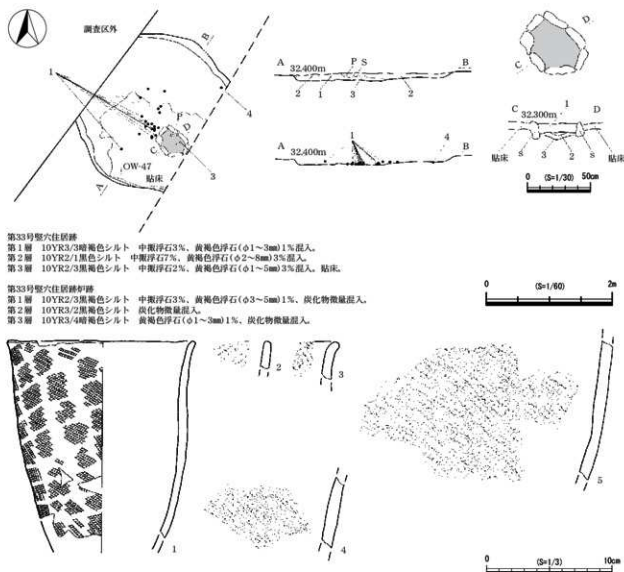 調査区外
B
1
P
4
C
D
3
OW-47
貼床
A
A
32.400m
P S
B
2
1
3
2
A
32.400m
1
4
B
D
C
C
32.300m
1
D
貼床
S
3
2
S
貼床
0
(S=1/30)
50cm
第33号竪穴住居跡
第1層 10YR3/3暗褐色シルト 中掫浮石3%、黄褐色浮石(φ1～3mm)1%混入。
第2層 10YR2/1黒色シルト 中掫浮石7%、黄褐色浮石(φ2～8mm)3%混入。
第3層 10YR2/3黒褐色シルト 中掫浮石2%、黄褐色浮石(φ1～5mm)3%混入。貼床。
0
(S=1/60)
2m
第33号竪穴住居跡炉跡
第1層 10YR2/3黒褐色シルト 中掫浮石3%、黄褐色浮石(φ3～5mm)1%、炭化物微量混入。
第2層 10YR3/2黒褐色シルト 炭化物微量混入。
第3層 10YR3/4暗褐色シルト 黄褐色浮石(φ1～3mm)1%、炭化物微量混入。
1
2
3
4
5
0
(S=1/3)
10cm